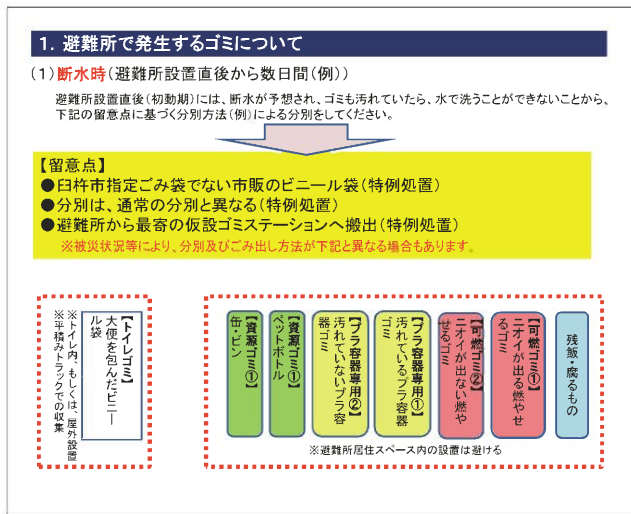 1. 避難所で発生するゴミについて
(1)断水時(避難所設置直後から数日間(例))
避難所設置直後(初動期)には、断水が予想され、ゴミも汚れていたら、水で洗うことができないことから、
下記の留意点に基づく分別方法(例)による分別をしてください。
【留意点】
●臼杵市指定ごみ袋でない市販のビニール袋(特例処置)
●分別は、通常の分別と異なる(特例処置)
●避難所から最寄の仮設ゴミステーションへ搬出(特例処置)
※被災状況等により、分別及びごみ出し方法が下記と異なる場合もあります。
残飯・腐るもの
【可燃ゴミ①】
ニオイが出る燃やせ
るゴミ
【可燃ゴミ②】
ニオイが出ない燃や
せるゴミ
【プラ容器専用①】
汚れているプラ容器
ゴミ
【プラ容器専用②】
汚れていないプラ容
器ゴミ
【資源ゴミ①】
ペットボトル
【資源ゴミ①】
缶・ビン
※避難所居住スペース内の設置は避ける
【トイレゴミ】
大便を包んだビニー
ル袋
※トイレ内、もしくは、屋外設置
※平積みトラックでの収集